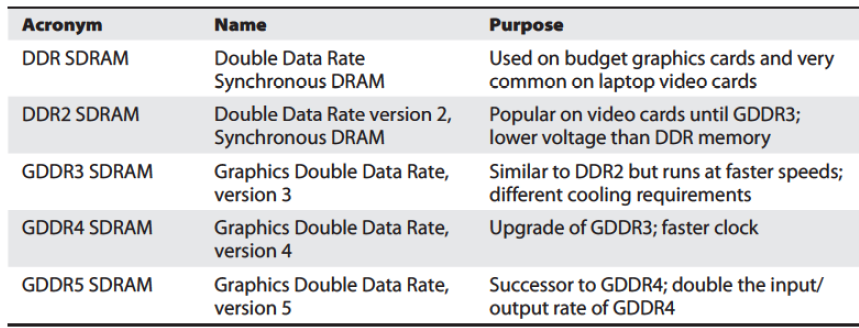 Acronym Name Purpose
DDR SDRAM Double Data Rate Used on budget graphics cards and very
Synchronous DRAM common on laptop video cards
DDR2 SDRAM Double Data Rate version 2, Popular on video cards until GDDR3;
Synchronous DRAM lower voltage than DDR memory
GDDR3 SDRAM Graphics Double Data Rate, Similar to DDR2 but runs at faster speeds;
version 3 different cooling requirements
GDDR4 SDRAM Graphics Double Data Rate, Upgrade of GDDR3; faster clock
version 4
GDDR5 SDRAM Graphics Double Data Rate, Successor to GDDR4; double the input/
version 5 output rate of GDDR4